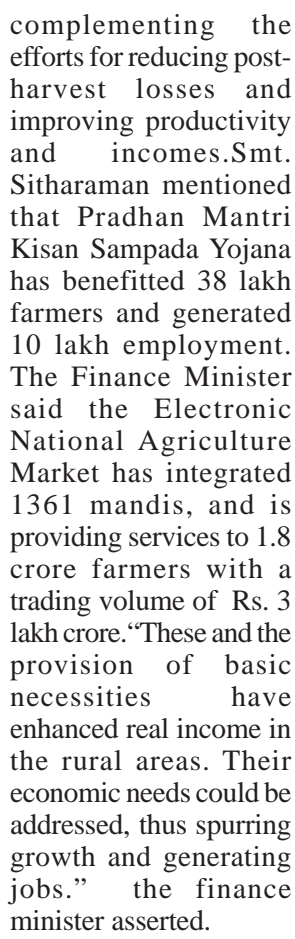 complementing the
efforts for reducing post-
harvest losses and
improving productivity
and incomes.Smt.
Sitharaman mentioned
that Pradhan Mantri
Kisan Sampada Yojana
has benefitted 38 lakh
farmers and generated
10 lakh employment.
The Finance Minister
said the Electronic
National Agriculture
Market has integrated
1361 mandis, and is
providing services to 1.8
crore farmers with a
trading volume of Rs. 3
lakh crore.“These and the
provision of basic
necessities have
enhanced real income in
the rural areas. Their
economic needs could be
addressed, thus spurring
growth and generating
jobs.” the finance
minister asserted.